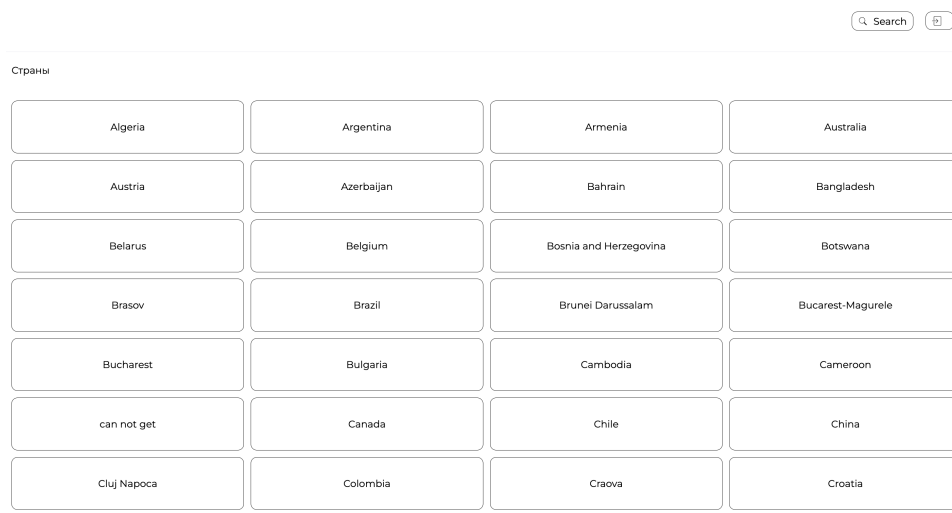 Search
Страны
Algeria
Argentina
Armenia
Australia
Austria
Azerbaijan
Bahrain
Bangladesh
Belarus
Belgium
Bosnia and Herzegovina
Botswana
Brasov
Brazil
Brunei Darussalam
Bucarest-Magurele
Bucharest
Bulgaria
Cambodia
Cameroon
can not get
Canada
Chile
China
Cluj Napoca
Colombia
Craova
Croatia